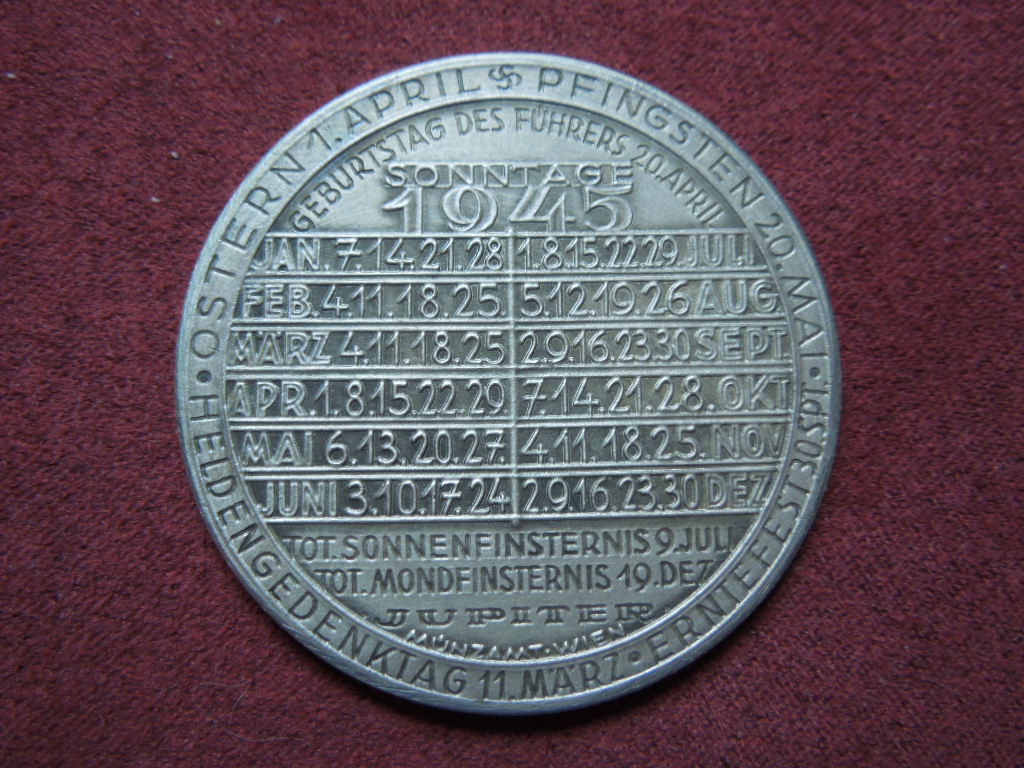 OSTERN 1. APRIL 卐 PFINGSTEN 20. MAI •
ERNTEFEST 30. SPT. • HELDENGEDENKTAG 11. MÄRZ •
GEBURTSTAG DES FÜHRERS 20. APRIL
SONNTAGE
1945
JAN. 7.14.21.28 1.8.15.22.29 JULI
FEB. 4.11.18.25 5.12.19.26 AUG
MÄRZ 4.11.18.25 2.9.16.23.30 SEPT.
APR. 1.8.15.22.29 7.14.21.28. OKT
MAI 6.13.20.27. 4.11.18.25. NOV
JUNI 3.10.17.24 2.9.16.23.30 DEZ
TOT. SONNENFINSTERNIS 9. JULI
TOT. MONDFINSTERNIS 19. DEZ
JUPITER
MÜNZAMT • WIEN